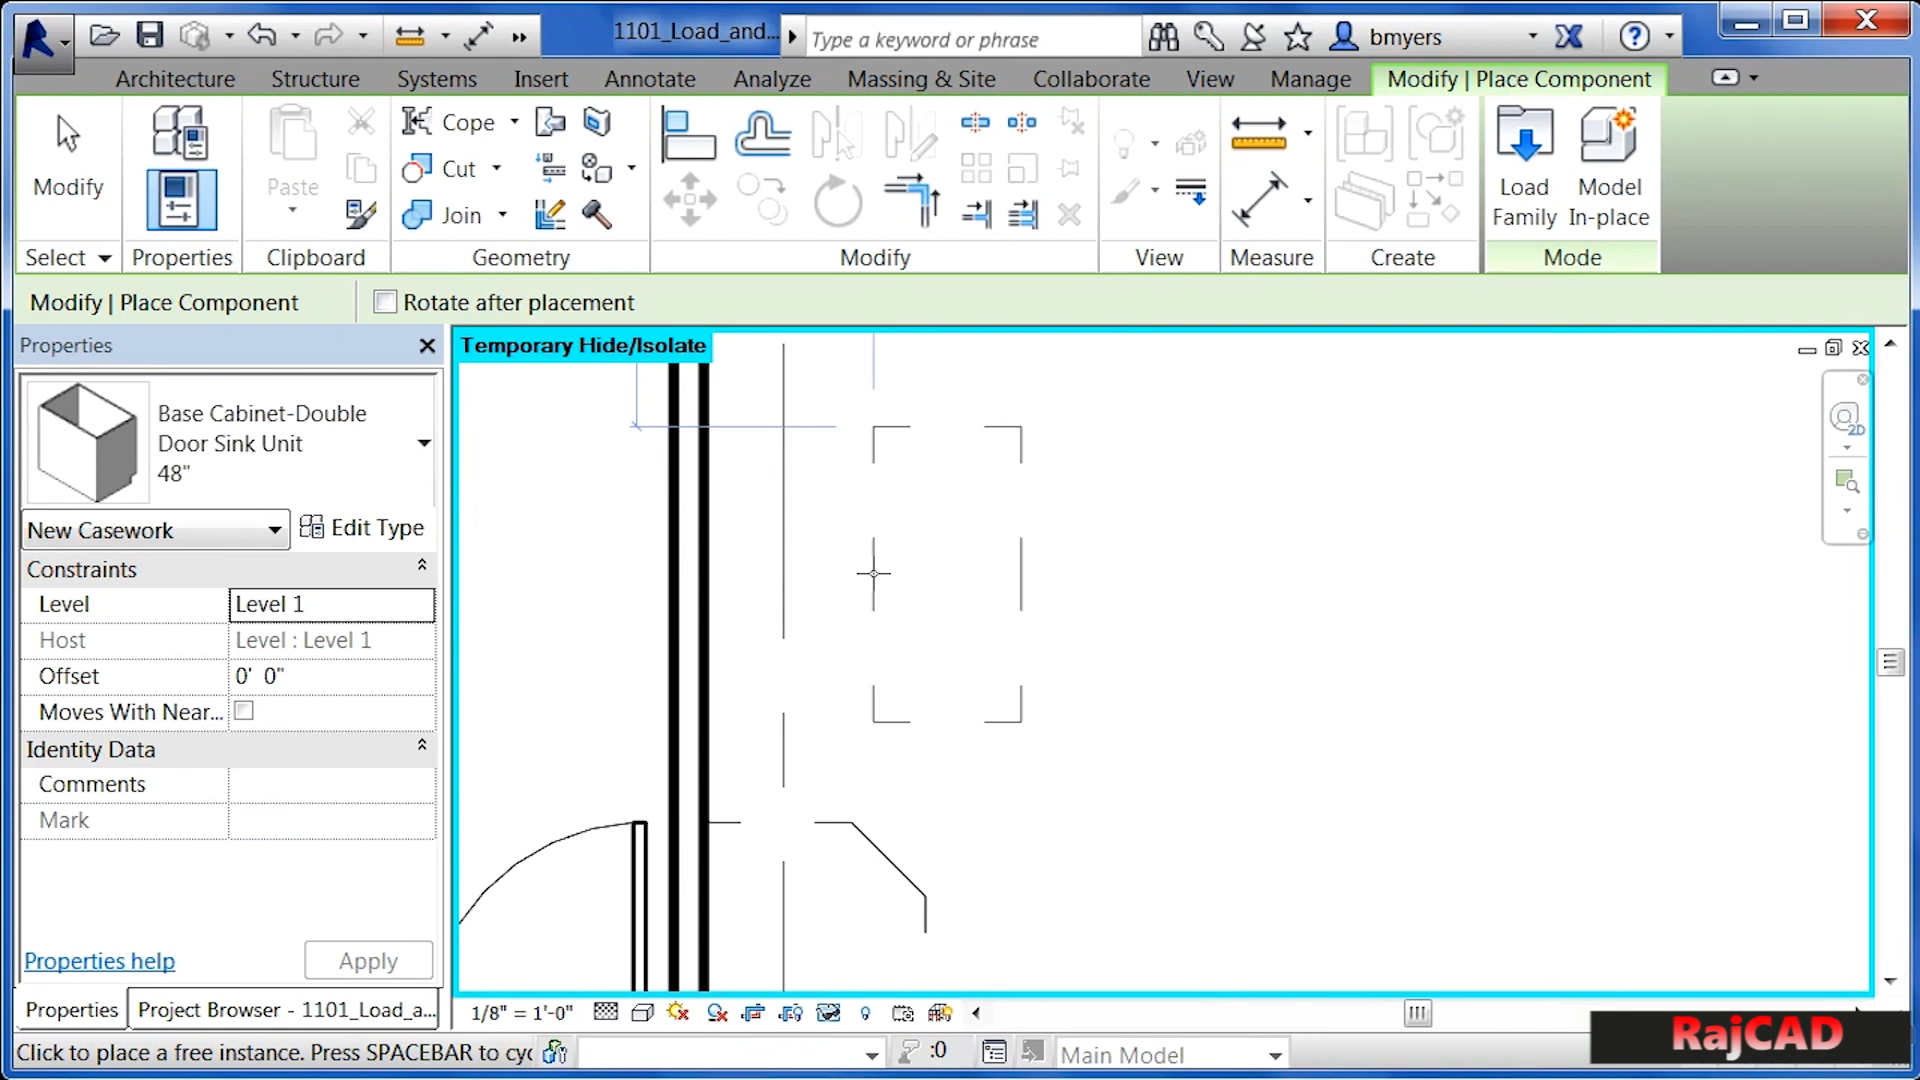 1101_Load_and...
Type a keyword or phrase
bmyers
Architecture Structure Systems Insert Annotate Analyze Massing & Site Collaborate View Manage Modify | Place Component
Modify
Paste
Cope
Cut
Join
Load Family
Model In-place
Select Properties Clipboard Geometry Modify View Measure Create Mode
Modify | Place Component Rotate after placement
Properties
Temporary Hide/Isolate
Base Cabinet-Double
Door Sink Unit
48"
2D
New Casework Edit Type
Constraints
Level Level 1
Host Level : Level 1
Offset 0' 0"
Moves With Near...
Identity Data
Comments
Mark
Properties help Apply
Properties Project Browser - 1101_Load_a...
1/8" = 1'-0"
Click to place a free instance. Press SPACEBAR to cyc
:0
Main Model
RajCAD